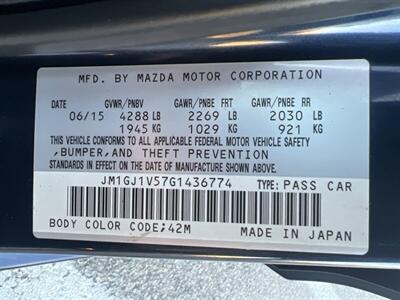 MFD. BY MAZDA MOTOR CORPORATION
GVWR/PNBV GAWR/PNBE FRT GAWR/PNBE RR
06/15 4288 LB 2269 LB 2030 LB
1945 KG 1029 KG 921 KG
THIS VEHICLE CONFORMS TO ALL APPLICABLE FEDERAL MOTOR VEHICLE SAFETY
,BUMPER,AND THEFT PREVENTION
STANDARDS IN EFFECT ON THE DATE OF MANUFACTURE SHOWN ABOVE.
JM1GJ1V57G1436774 TYPE: PASS CAR
BODY COLOR CODE;42M MADE IN JAPAN